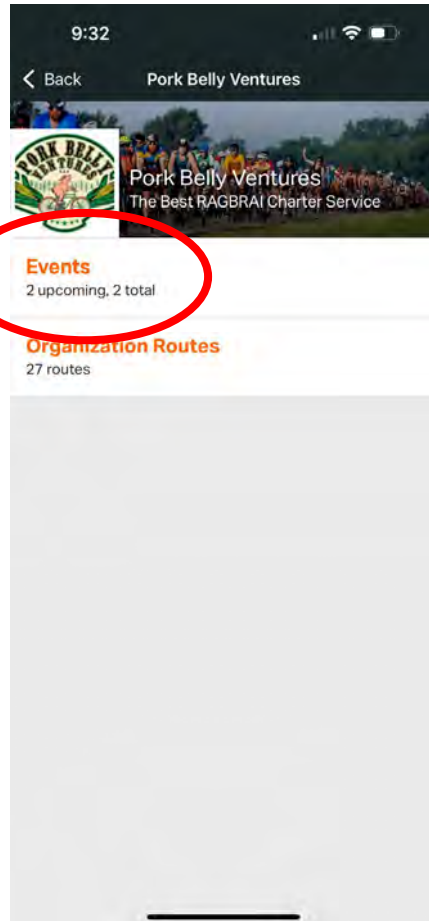 9:32
Back Pork Belly Ventures
PORK BELLY
VENTURES
Pork Belly Ventures
The Best RAGBRAI Charter Service
Events
2 upcoming, 2 total
Organization Routes
27 routes